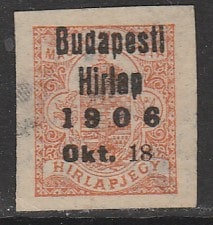 Budapesti
Hirlap
1906
Okt. 18
HIRLAPJEGY